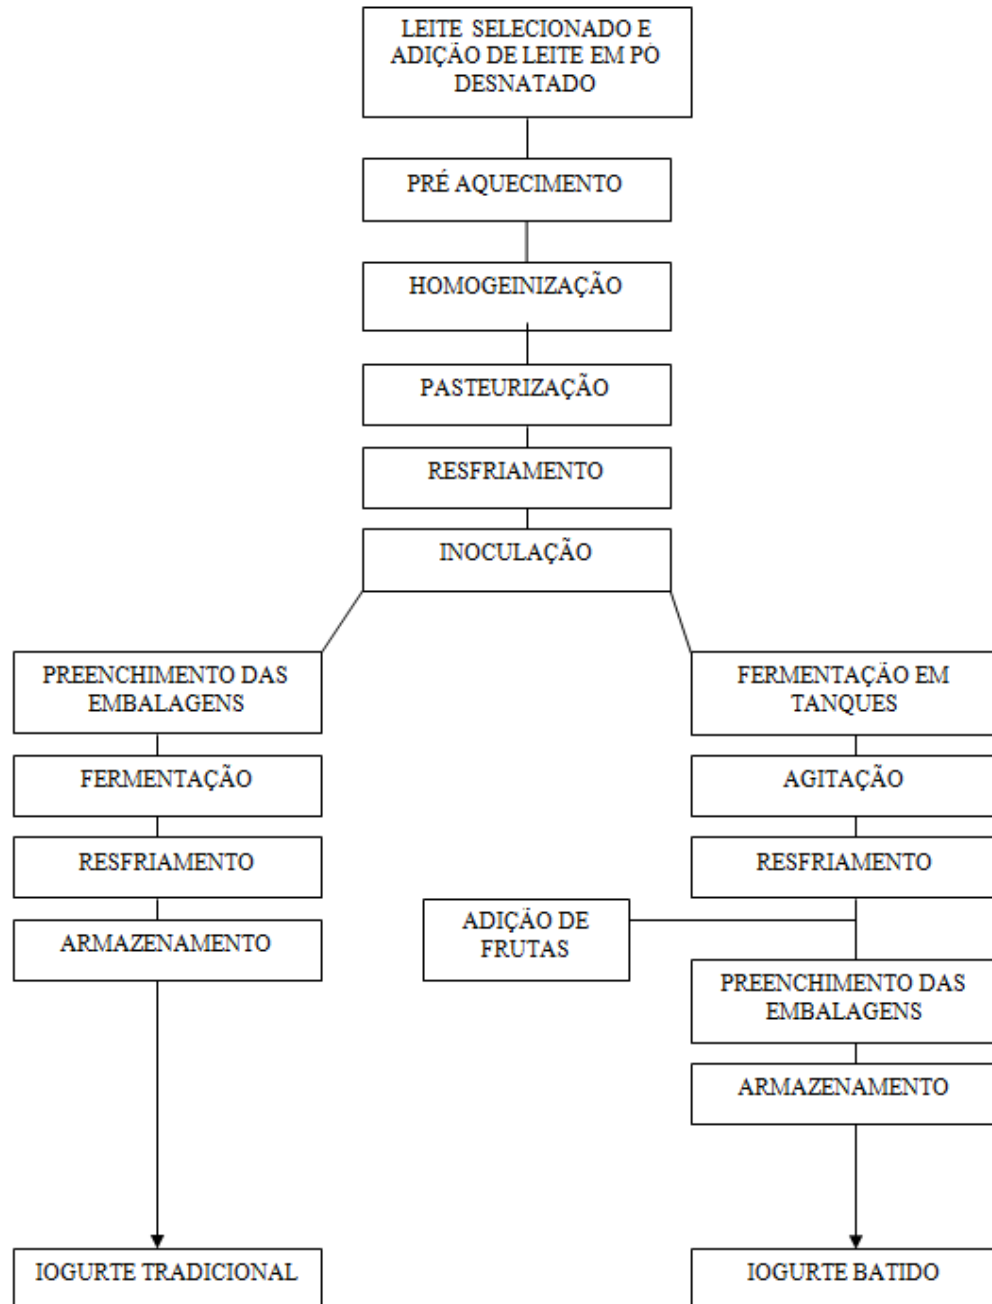 LEITE SELECIONADO E
ADIÇÃO DE LEITE EM PÓ
DESNATADO
PRÉ AQUECIMENTO
HOMOGEINIZAÇÃO
PASTEURIZAÇÃO
RESFRIAMENTO
INOCULAÇÃO
PREENCHIMENTO DAS
EMBALAGENS
FERMENTAÇÃO
RESFRIAMENTO
ARMAZENAMENTO
IOGURTE TRADICIONAL
FERMENTAÇÃO EM
TANQUES
AGITAÇÃO
RESFRIAMENTO
ADIÇÃO DE
FRUTAS
PREENCHIMENTO DAS
EMBALAGENS
ARMAZENAMENTO
IOGURTE BATIDO